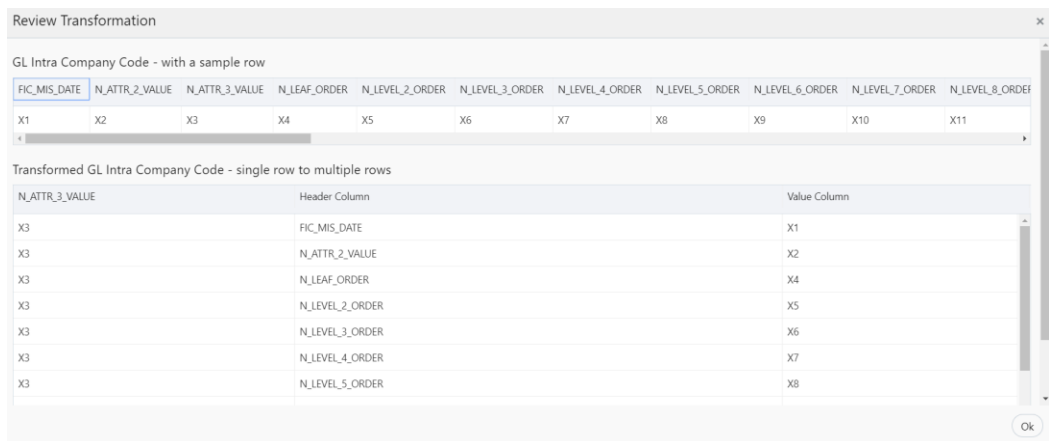 Review Transformation ×
GL Intra Company Code - with a sample row
FIC_MIS_DATE N_ATTR_2_VALUE N_ATTR_3_VALUE N_LEAF_ORDER N_LEVEL_2_ORDER N_LEVEL_3_ORDER N_LEVEL_4_ORDER N_LEVEL_5_ORDER N_LEVEL_6_ORDER N_LEVEL_7_ORDER N_LEVEL_8_ORDER
X1 X2 X3 X4 X5 X6 X7 X8 X9 X10 X11
Transformed GL Intra Company Code - single row to multiple rows
N_ATTR_3_VALUE Header Column Value Column
X3 FIC_MIS_DATE X1
X3 N_ATTR_2_VALUE X2
X3 N_LEAF_ORDER X4
X3 N_LEVEL_2_ORDER X5
X3 N_LEVEL_3_ORDER X6
X3 N_LEVEL_4_ORDER X7
X3 N_LEVEL_5_ORDER X8
Ok